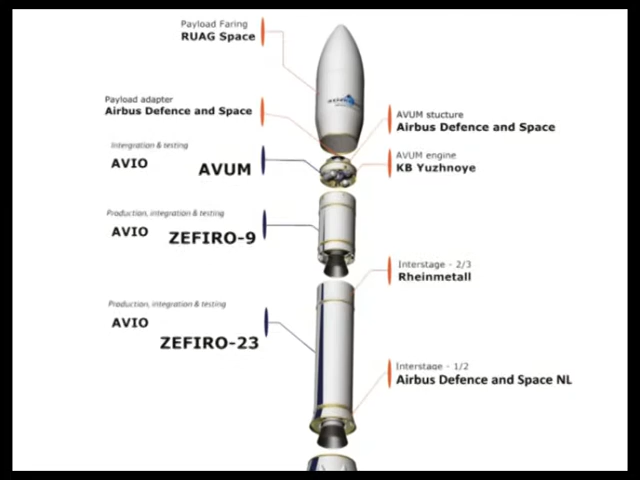 Payload Faring
RUAG Space
Payload adapter
Airbus Defence and Space
AVUM stucture
Airbus Defence and Space
Intergration & testing
AVIO
AVUM
AVUM engine
KB Yuzhnoye
Production, integration & testing
AVIO
ZEFIRO-9
Interstage - 2/3
Rheinmetall
Production, integration & testing
AVIO
ZEFIRO-23
Interstage - 1/2
Airbus Defence and Space NL